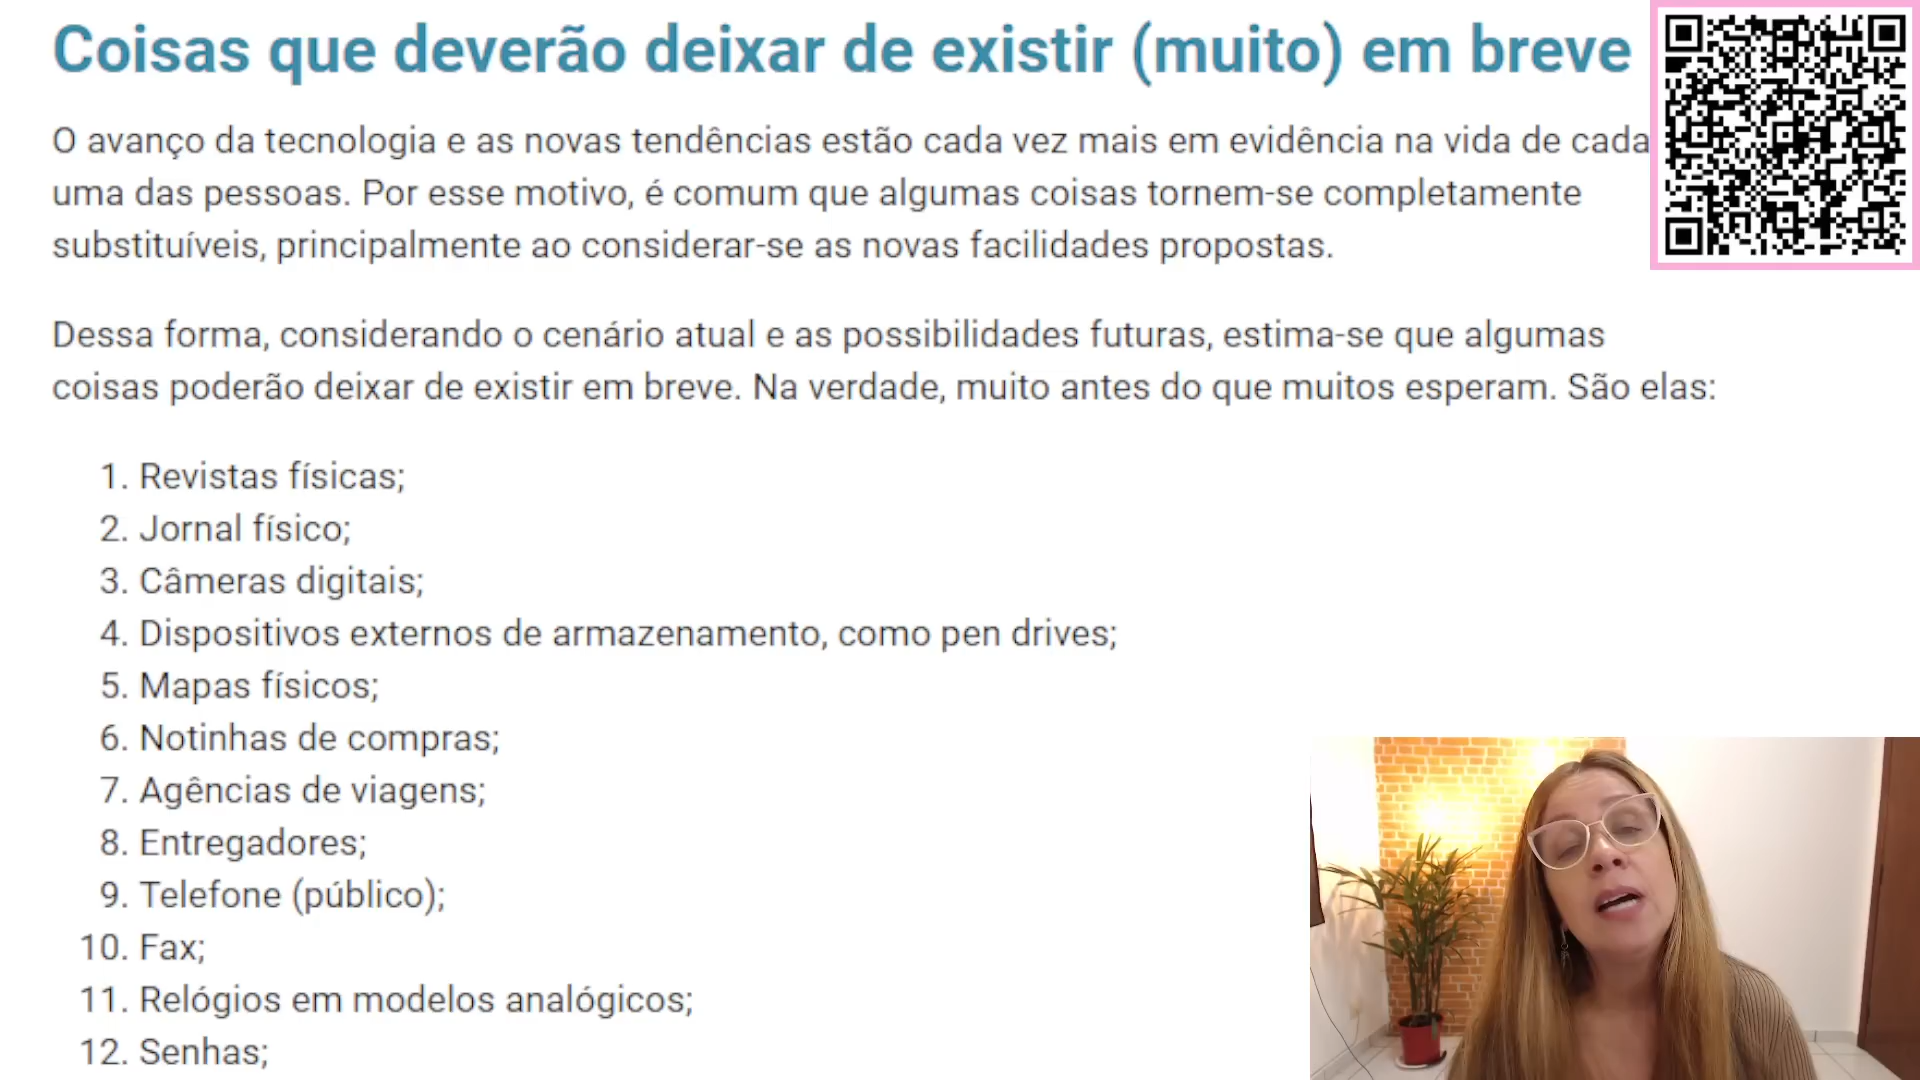 Coisas que deverão deixar de existir (muito) em breve
O avanço da tecnologia e as novas tendências estão cada vez mais em evidência na vida de cada
uma das pessoas. Por esse motivo, é comum que algumas coisas tornem-se completamente
substituíveis, principalmente ao considerar-se as novas facilidades propostas.
Dessa forma, considerando o cenário atual e as possibilidades futuras, estima-se que algumas
coisas poderão deixar de existir em breve. Na verdade, muito antes do que muitos esperam. São elas:
1. Revistas físicas;
2. Jornal físico;
3. Câmeras digitais;
4. Dispositivos externos de armazenamento, como pen drives;
5. Mapas físicos;
6. Notinhas de compras;
7. Agências de viagens;
8. Entregadores;
9. Telefone (público);
10. Fax;
11. Relógios em modelos analógicos;
12. Senhas;